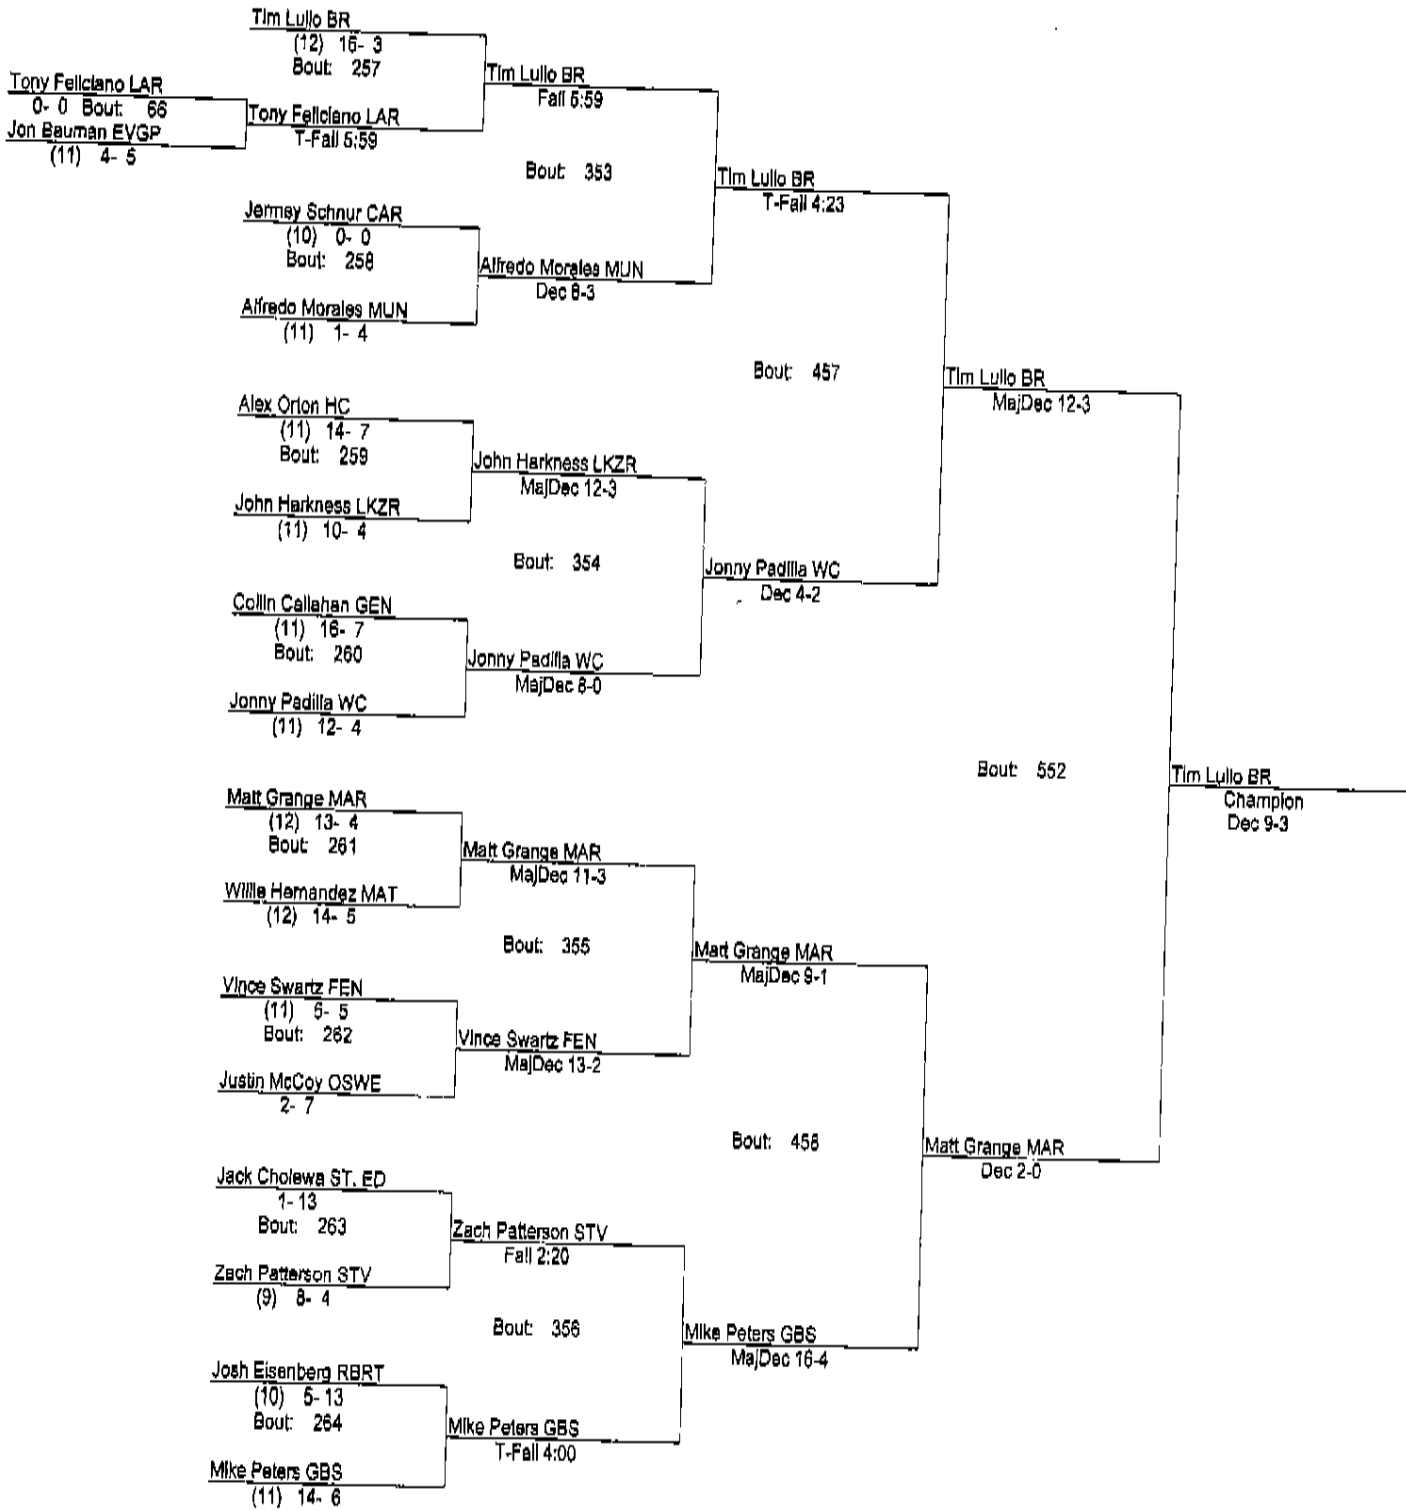 Tim Lullo BR
(12) 16- 3
Bout: 257
Tony Feliciano LAR
0- 0 Bout: 66
Jon Bauman EVGP
(11) 4- 5
Tim Lullo BR
Fall 5:59
Tony Feliciano LAR
T-Fall 5:59
Bout: 353
Tim Lullo BR
T-Fall 4:23
Jermey Schnur CAR
(10) 0- 0
Bout: 258
Alfredo Morales MUN
Dec 8-3
Alfredo Morales MUN
(11) 1- 4
Bout: 457
Tim Lullo BR
MajDec 12-3
Alex Orton HC
(11) 14- 7
Bout: 259
John Harkness LKZR
MajDec 12-3
John Harkness LKZR
(11) 10- 4
Bout: 354
Jonny Padilla WC
Dec 4-2
Collin Callahan GEN
(11) 16- 7
Bout: 260
Jonny Padilla WC
MajDec 8-0
Jonny Padilla WC
(11) 12- 4
Bout: 552
Tim Lullo BR
Champion
Dec 9-3
Matt Grange MAR
(12) 13- 4
Bout: 261
Matt Grange MAR
MajDec 11-3
Willie Hernandez MAT
(12) 14- 5
Bout: 355
Matt Grange MAR
MajDec 9-1
Vince Swartz FEN
(11) 5- 5
Bout: 262
Vince Swartz FEN
MajDec 13-2
Justin McCoy OSWE
2- 7
Bout: 458
Matt Grange MAR
Dec 2-0
Jack Cholewa ST. ED
1- 13
Bout: 263
Zach Patterson STV
Fall 2:20
Zach Patterson STV
(9) 8- 4
Bout: 356
Mike Peters GBS
MajDec 16-4
Josh Eisenberg RBRT
(10) 5- 13
Bout: 264
Mike Peters GBS
T-Fall 4:00
Mike Peters GBS
(11) 14- 6